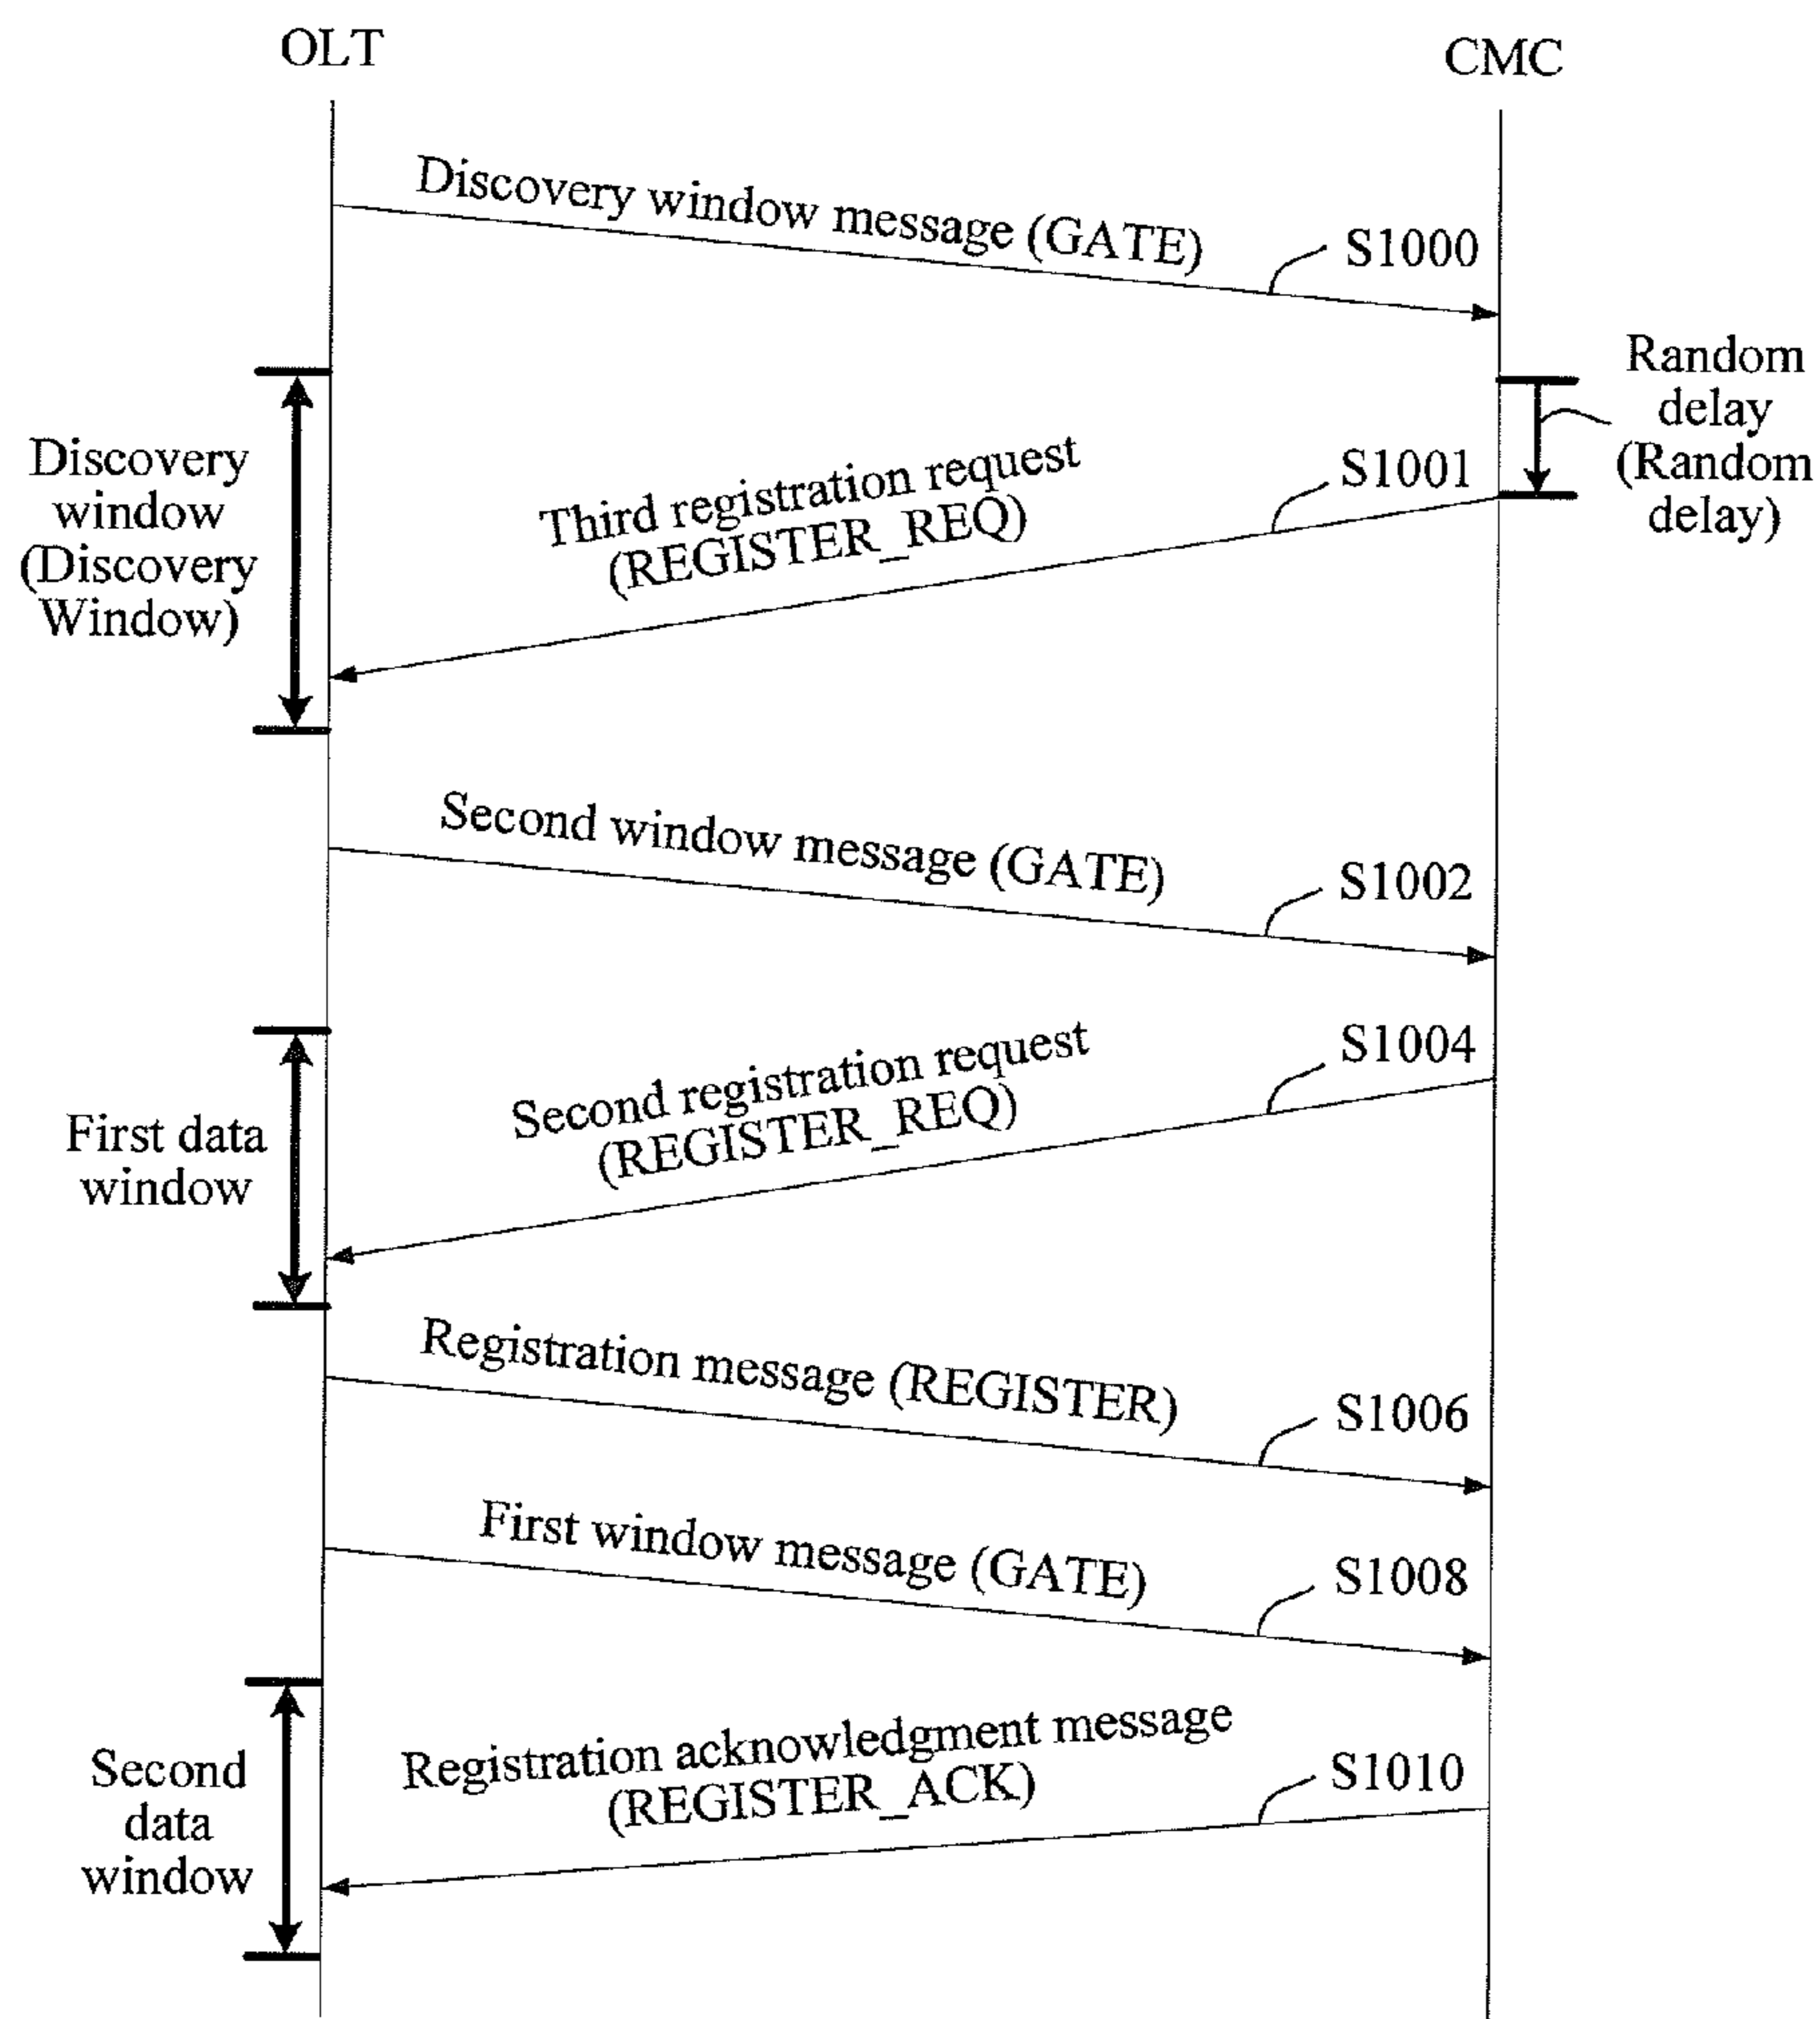 OLT
CMC
Discovery window message (GATE)
S1000
Random
delay
(Random
delay)
Discovery
window
(Discovery
Window)
Third registration request
(REGISTER_REQ)
S1001
Second window message (GATE)
S1002
First data
window
Second registration request
(REGISTER_REQ)
S1004
Registration message (REGISTER)
S1006
First window message (GATE)
S1008
Second
data
window
Registration acknowledgment message
(REGISTER_ACK)
S1010